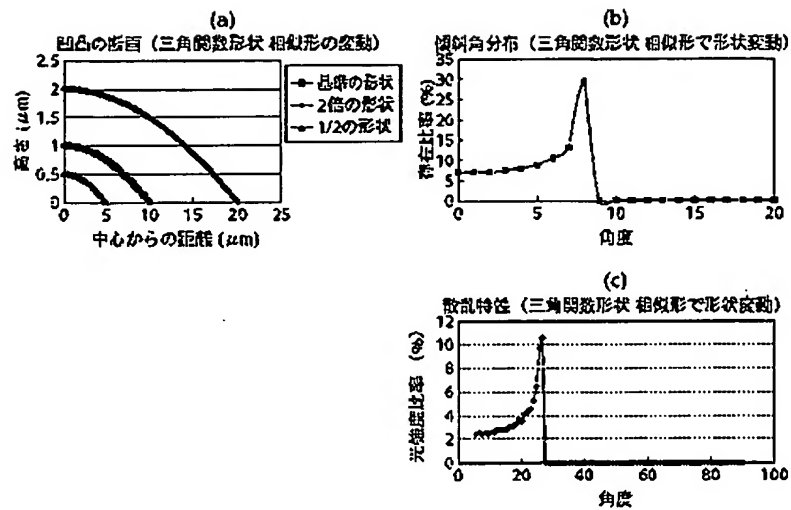 (a)
凹凸の断面（三角関数形状 相似形の変動）
2.5
2
1.5
1
0.5
0
高さ (μm)
0 5 10 15 20 25
中心からの距離 (μm)
基準の形状
2倍の形状
1/2の形状
(b)
傾斜角分布（三角関数形状 相似形で形状変動）
35
30
25
20
15
10
5
0
存在比率 (%)
0 5 10 15 20
角度
(c)
散乱特性（三角関数形状 相似形で形状変動）
12
10
8
6
4
2
0
光強度比率 (%)
0 20 40 60 80 100
角度